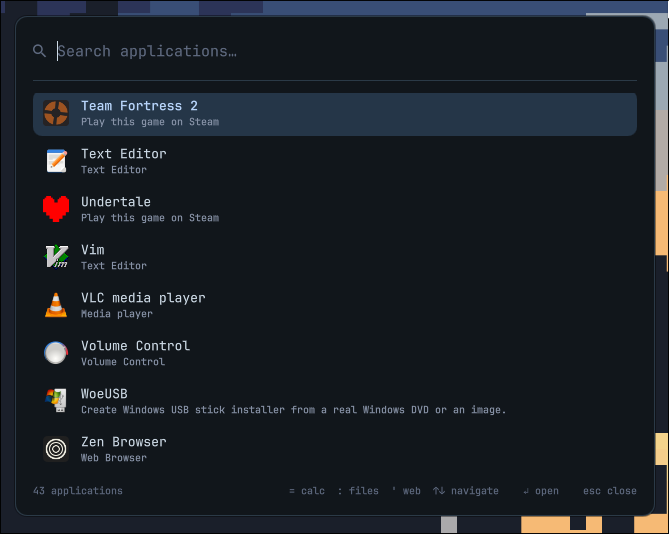 Search applications…
Team Fortress 2
Play this game on Steam
Text Editor
Text Editor
Undertale
Play this game on Steam
Vim
Text Editor
VLC media player
Media player
Volume Control
Volume Control
WoeUSB
Create Windows USB stick installer from a real Windows DVD or an image.
Zen Browser
Web Browser
43 applications = calc : files ' web ↑↓ navigate ↲ open esc close